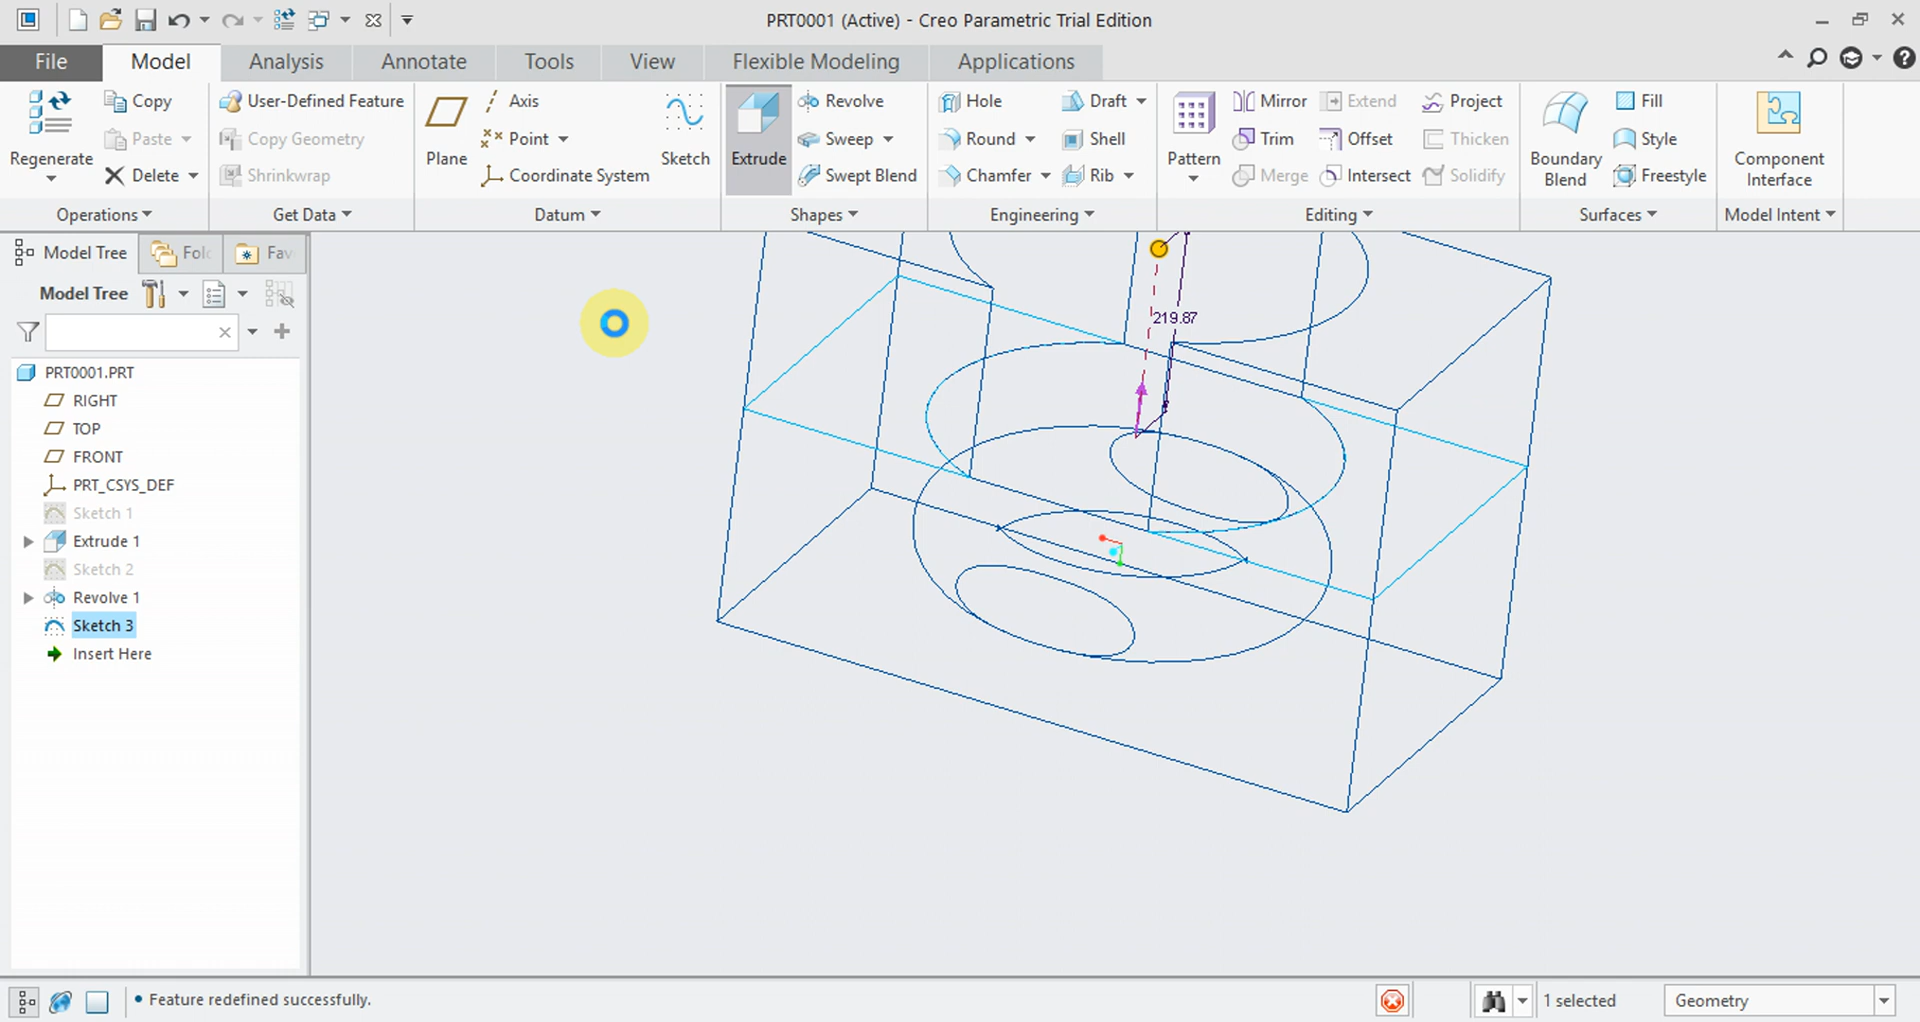 PRT0001 (Active) - Creo Parametric Trial Edition
File Model Analysis Annotate Tools View Flexible Modeling Applications
Regenerate
Copy
Paste
Delete
Operations
User-Defined Feature
Copy Geometry
Shrinkwrap
Get Data
Plane
Axis
Point
Coordinate System
Sketch
Datum
Extrude
Revolve
Sweep
Swept Blend
Shapes
Hole
Round
Chamfer
Draft
Shell
Rib
Engineering
Pattern
Mirror
Trim
Merge
Extend
Offset
Intersect
Project
Thicken
Solidify
Editing
Boundary
Blend
Fill
Style
Freestyle
Surfaces
Component
Interface
Model Intent
Model Tree Fol Fav
Model Tree
PRT0001.PRT
RIGHT
TOP
FRONT
PRT_CSYS_DEF
Sketch 1
Extrude 1
Sketch 2
Revolve 1
Sketch 3
Insert Here
219.87
Feature redefined successfully.
1 selected
Geometry